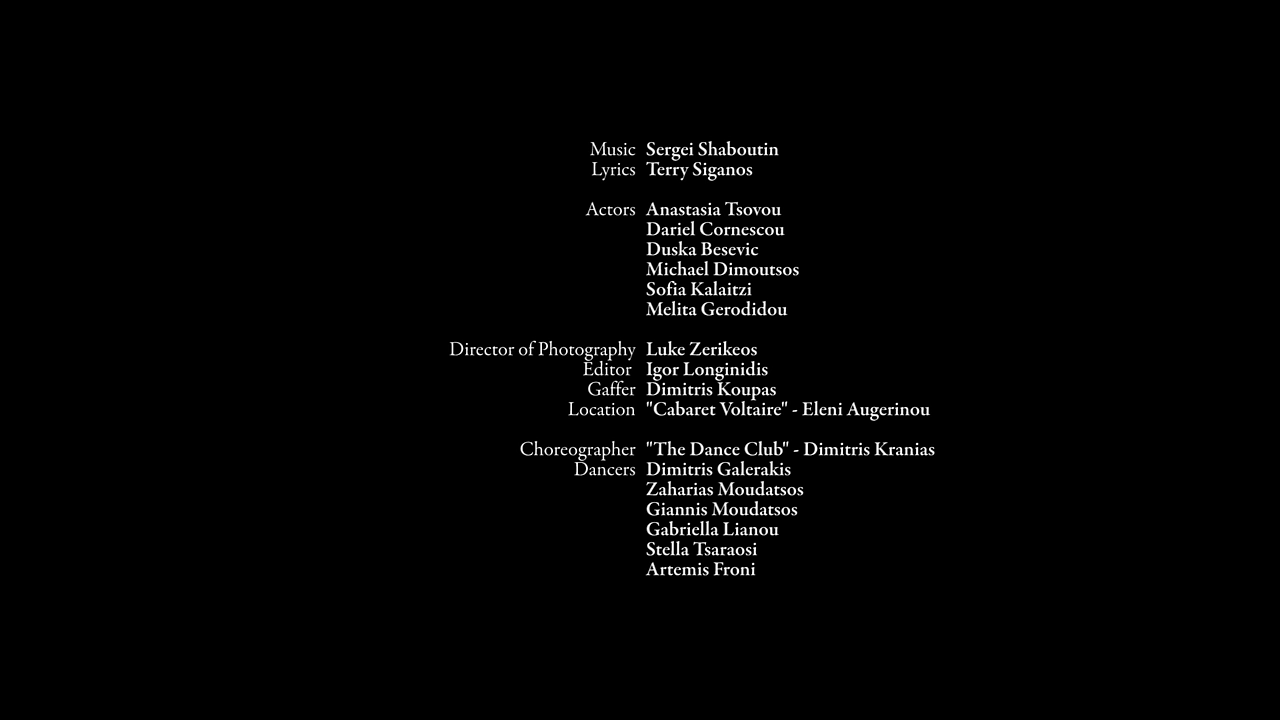 Music Sergei Shaboutin
Lyrics Terry Siganos
Actors Anastasia Tsovou
Dariel Cornescou
Duska Besevic
Michael Dimoutsos
Sofia Kalaitzi
Melita Gerodidou
Director of Photography Luke Zerikeos
Editor Igor Longinidis
Gaffer Dimitris Koupas
Location "Cabaret Voltaire" - Eleni Augerinou
Choreographer "The Dance Club" - Dimitris Kranias
Dancers Dimitris Galerakis
Zaharias Moudatsos
Giannis Moudatsos
Gabriella Lianou
Stella Tsaraosi
Artemis Froni